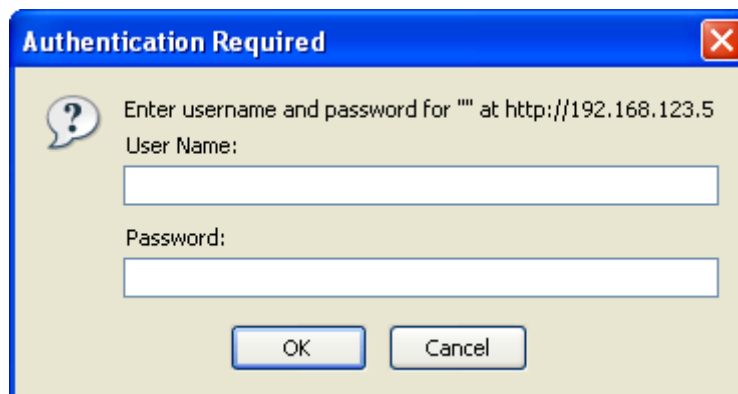 Authentication Required
Enter username and password for "" at http://192.168.123.5
User Name:
Password:
OK
Cancel